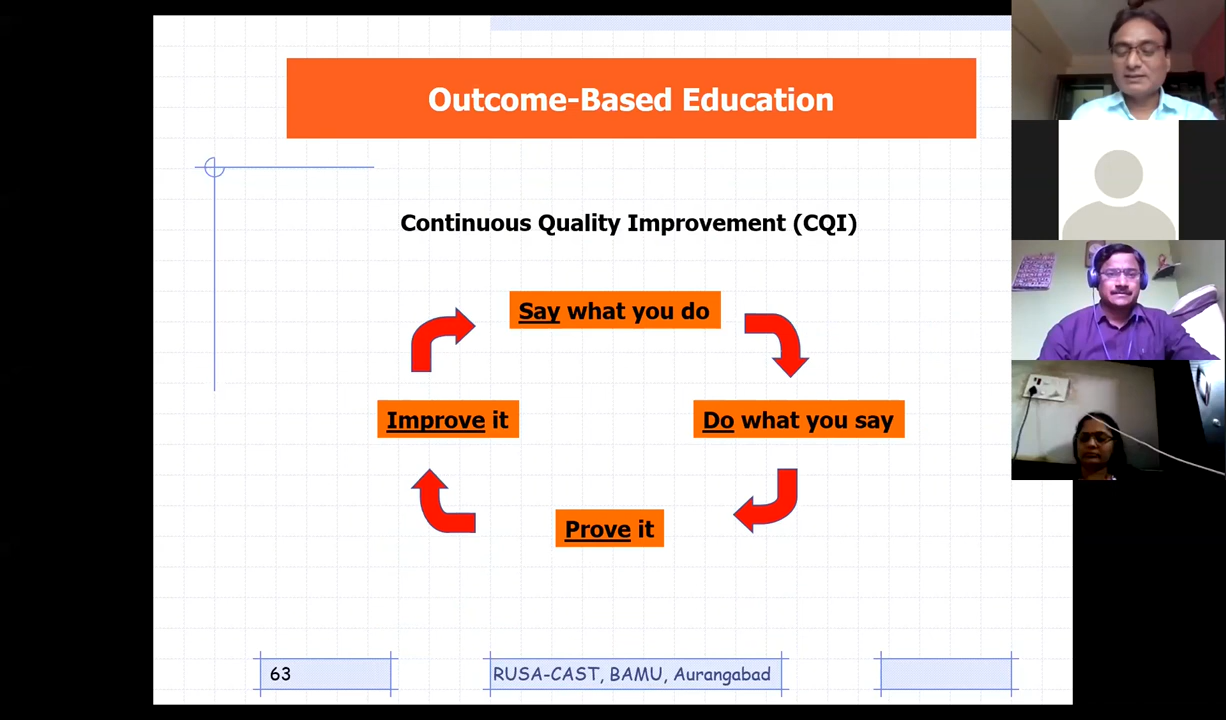 Outcome-Based Education
Continuous Quality Improvement (CQI)
Say what you do
Improve it
Do what you say
Prove it
63
RUSA-CAST, BAMU, Aurangabad